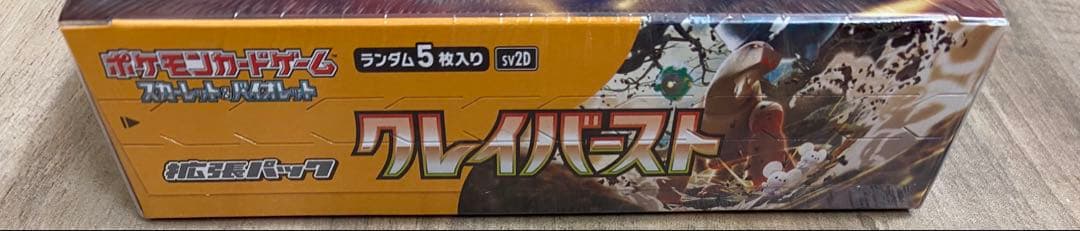 ポケモンカードゲーム
スカーレット&バイオレット
ランダム5枚入り
SV2D
クレイバースト
拡張パック